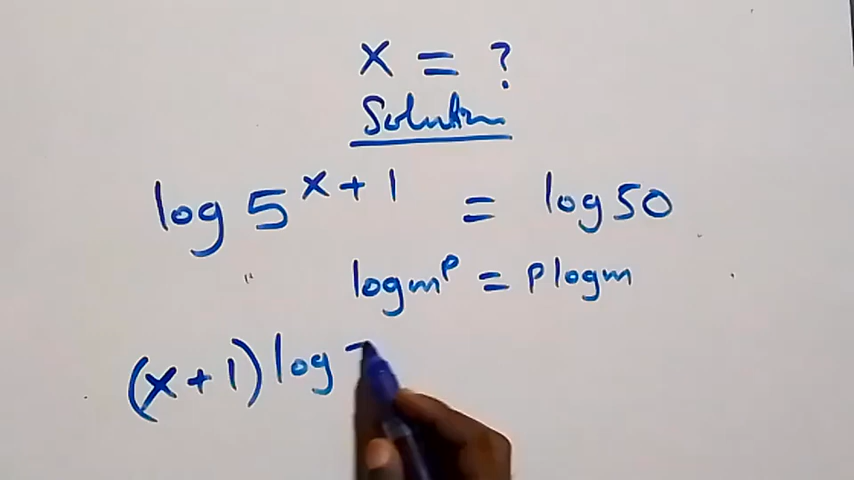 x = ?
Solution
log 5^{x+1} = log 50
log m^p = p log m
(x+1) log